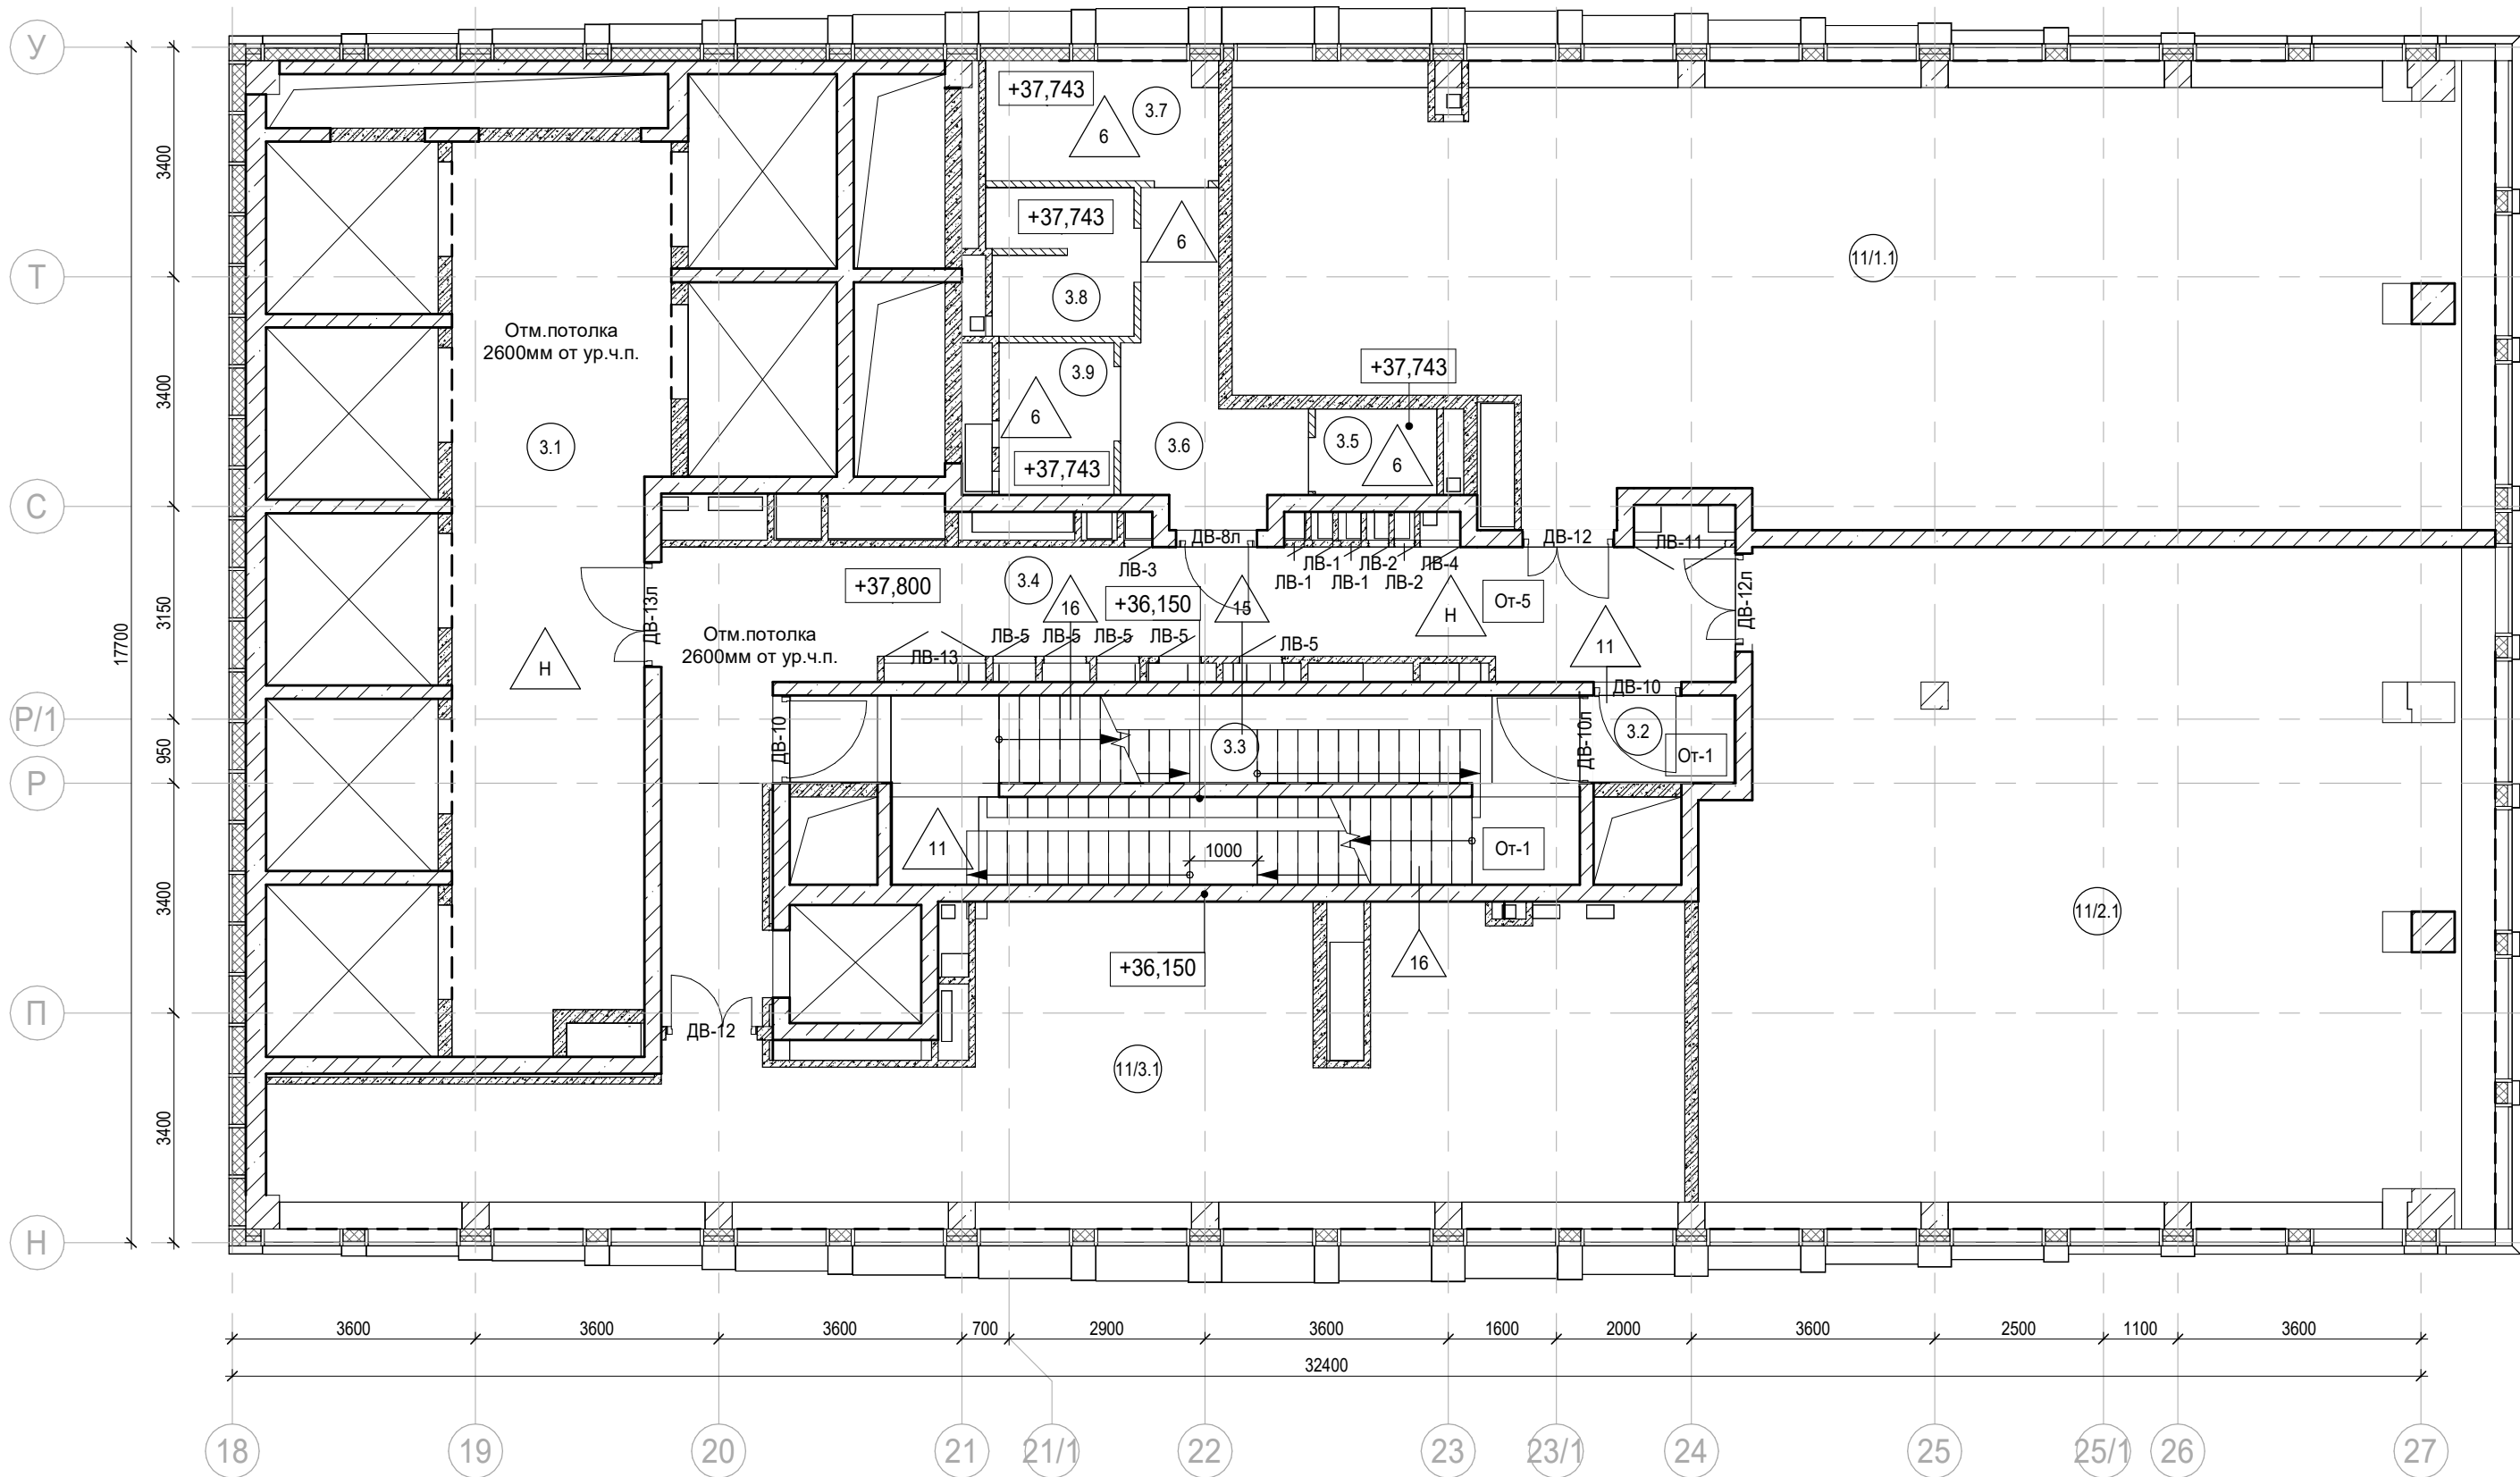 У
+37,743
3.7
6
3400
+37,743
6
11/1.1
Т
3.8
Отм.потолка
2600мм от ур.ч.п.
3.9
+37,743
3400
6
3.1
3.6
3.5
6
+37,743
С
ДВ-8л
ДВ-12
ЛВ-11
ЛВ-3
ЛВ-1
ЛВ-2
ЛВ-4
ЛВ-1
ЛВ-1
ЛВ-2
3.4
+37,800
+36,150
16
15
Н
От-5
ДВ-13л
ДВ-12л
3150
17700
Отм.потолка
2600мм от ур.ч.п.
ЛВ-13
ЛВ-5
ЛВ-5
ЛВ-5
ЛВ-5
ЛВ-5
11
Н
ДВ-10
Р/1
ДВ-10
3.3
ДВ-10л
3.2
От-1
950
Р
11
1000
От-1
3400
11/2.1
16
+36,150
П
ДВ-12
11/3.1
3400
Н
3600
3600
3600
700
2900
3600
1600
2000
3600
2500
1100
3600
32400
18
19
20
21
21/1
22
23
23/1
24
25
25/1
26
27